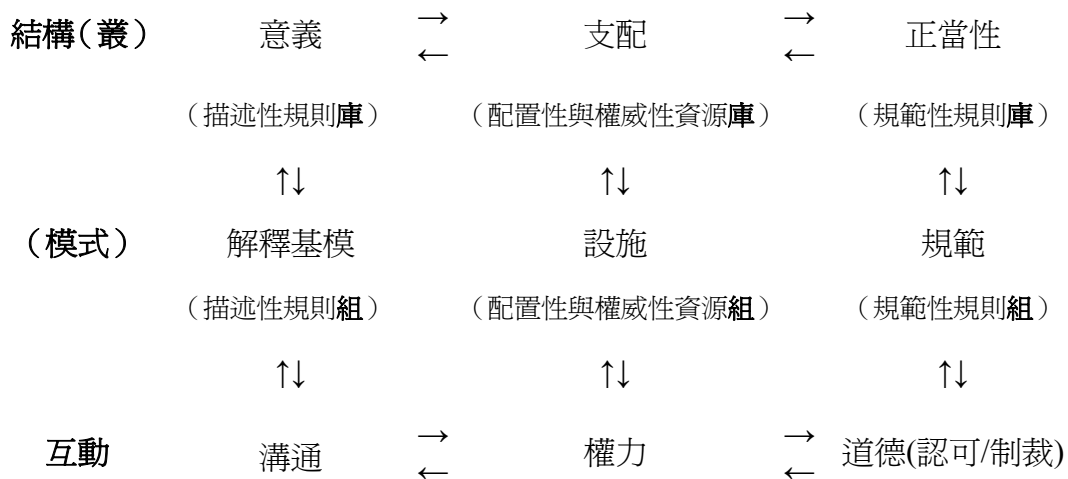 結構（叢） 意義 → ← 支配 → ← 正當性
（描述性規則庫） （配置性與權威性資源庫） （規範性規則庫）
↑↓ ↑↓ ↑↓
（模式） 解釋基模 設施 規範
（描述性規則組） （配置性與權威性資源組） （規範性規則組）
↑↓ ↑↓ ↑↓
互動 溝通 → ← 權力 → ← 道德(認可/制裁)